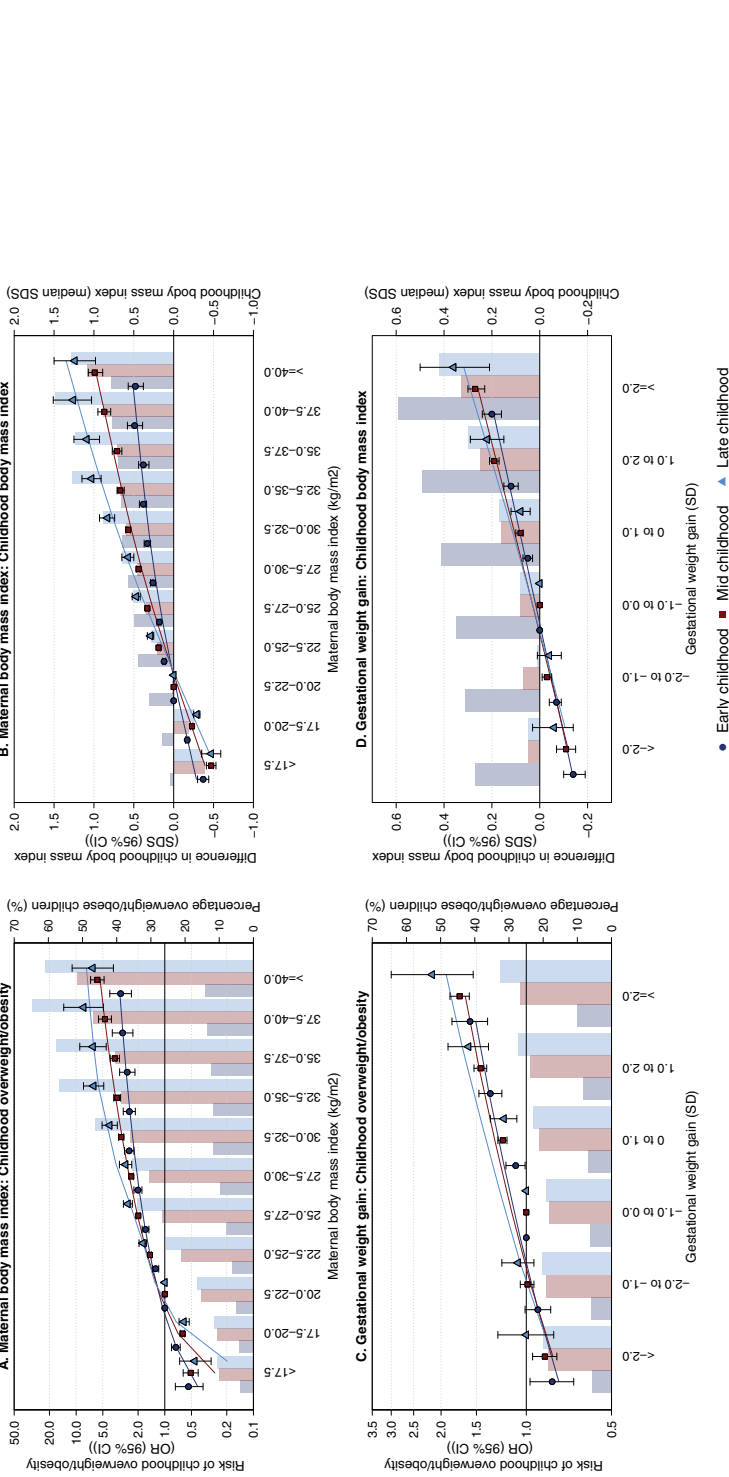 A. Maternal body mass index: Childhood overweight/obesity
Risk of childhood overweight/obesity
(OR (95% CI))
50.0
20.0
10.0
5.0
2.0
1.0
0.5
0.2
0.1
Percentage overweight/obese children (%)
70
60
50
40
30
20
10
0
<17.5
17.5−20.0
20.0−22.5
22.5−25.0
25.0−27.5
27.5−30.0
30.0−32.5
32.5−35.0
35.0−37.5
37.5−40.0
>=40.0
Maternal body mass index (kg/m2)
B. Maternal body mass index: Childhood body mass index
Difference in childhood body mass index
(SDS (95% CI))
2.0
1.5
1.0
0.5
0.0
−0.5
−1.0
Childhood body mass index (median SDS)
2.0
1.5
1.0
0.5
0.0
−0.5
−1.0
<17.5
17.5−20.0
20.0−22.5
22.5−25.0
25.0−27.5
27.5−30.0
30.0−32.5
32.5−35.0
35.0−37.5
37.5−40.0
>=40.0
Maternal body mass index (kg/m2)
C. Gestational weight gain: Childhood overweight/obesity
Risk of childhood overweight/obesity
(OR (95% CI))
3.5
3.0
2.5
2.0
1.5
1.0
0.5
Percentage overweight/obese children (%)
70
60
50
40
30
20
10
0
<−2.0
−2.0 to −1.0
−1.0 to 0.0
0 to 1.0
1.0 to 2.0
>=2.0
Gestational weight gain (SD)
D. Gestational weight gain: Childhood body mass index
Difference in childhood body mass index
(SDS (95% CI))
0.6
0.4
0.2
0.0
−0.2
Childhood body mass index (median SDS)
0.6
0.4
0.2
0.0
−0.2
<−2.0
−2.0 to −1.0
−1.0 to 0.0
0 to 1.0
1.0 to 2.0
>=2.0
Gestational weight gain (SD)
Early childhood
Mid childhood
Late childhood